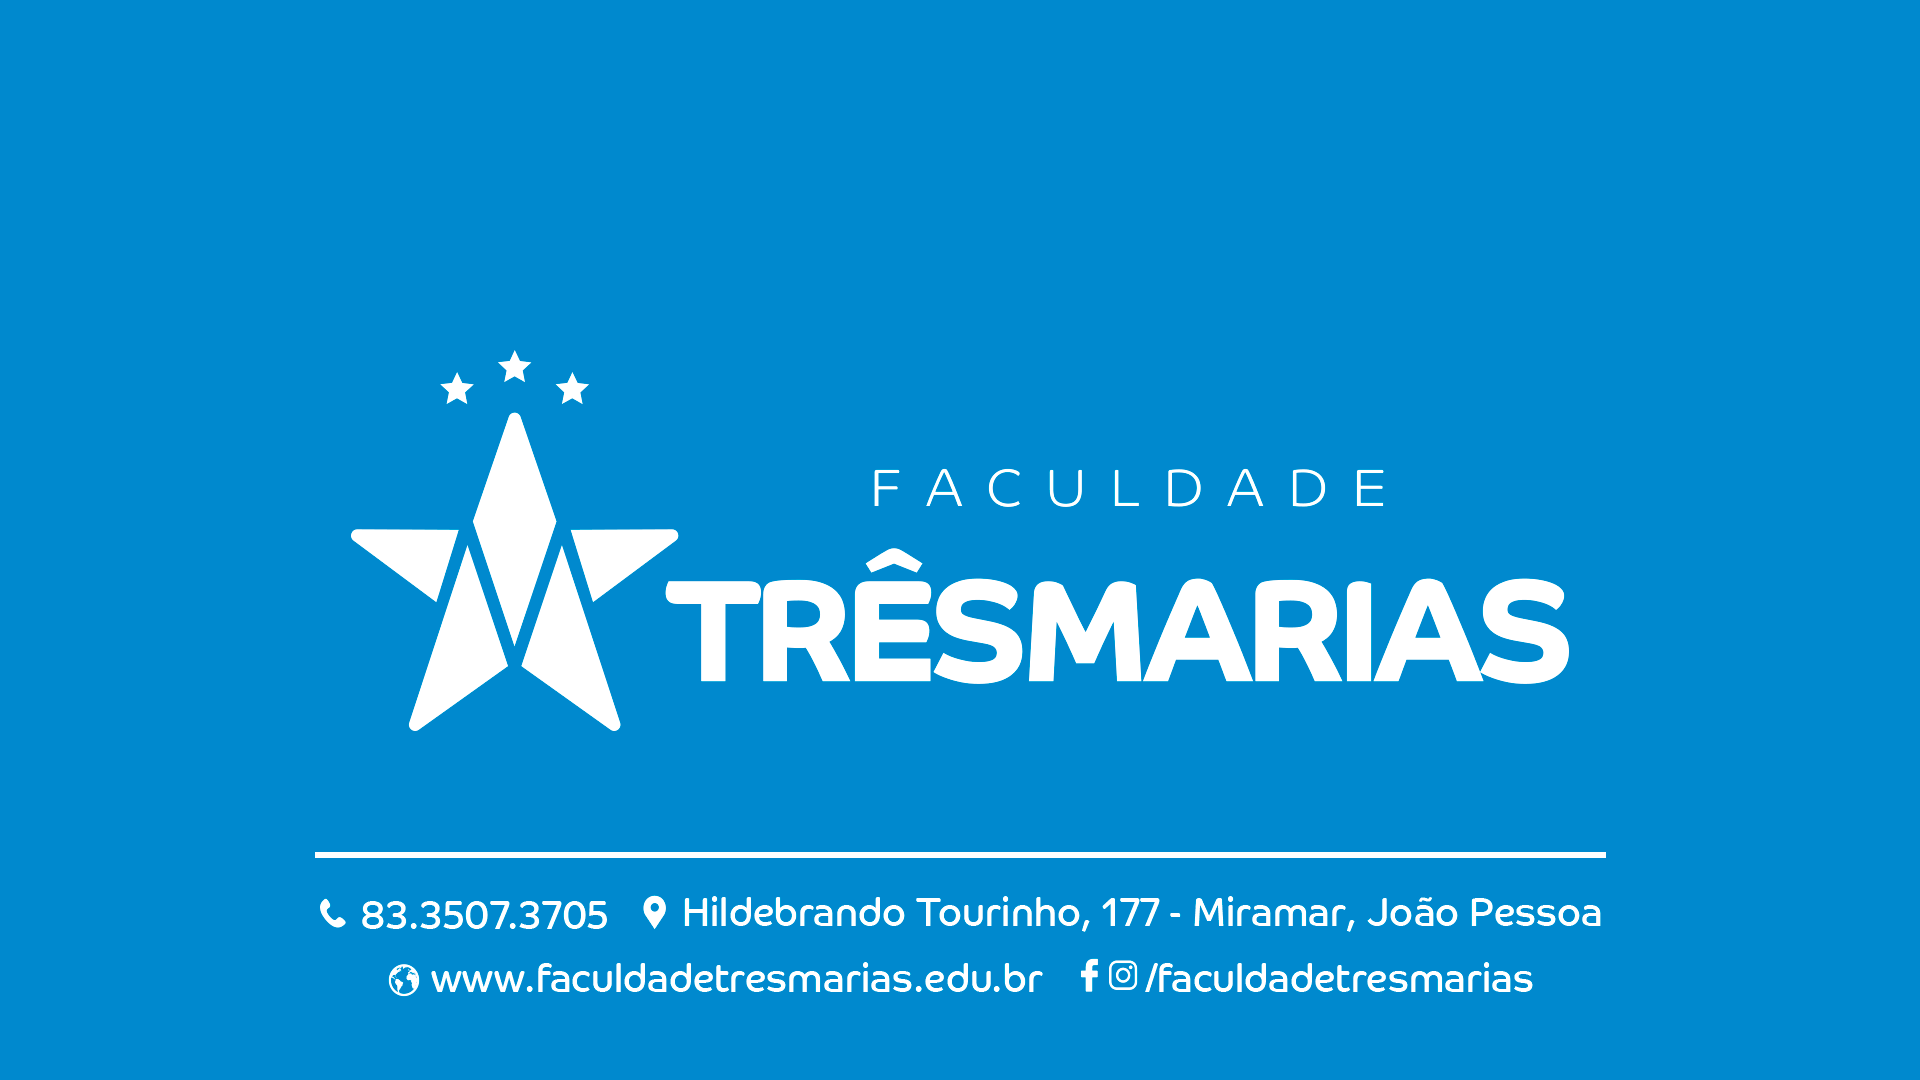 FACULDADE
TRÊSMARIAS
83.3507.3705 Hildebrando Tourinho, 177 - Miramar, João Pessoa
www.faculdadetresmarias.edu.br /faculdadetresmarias